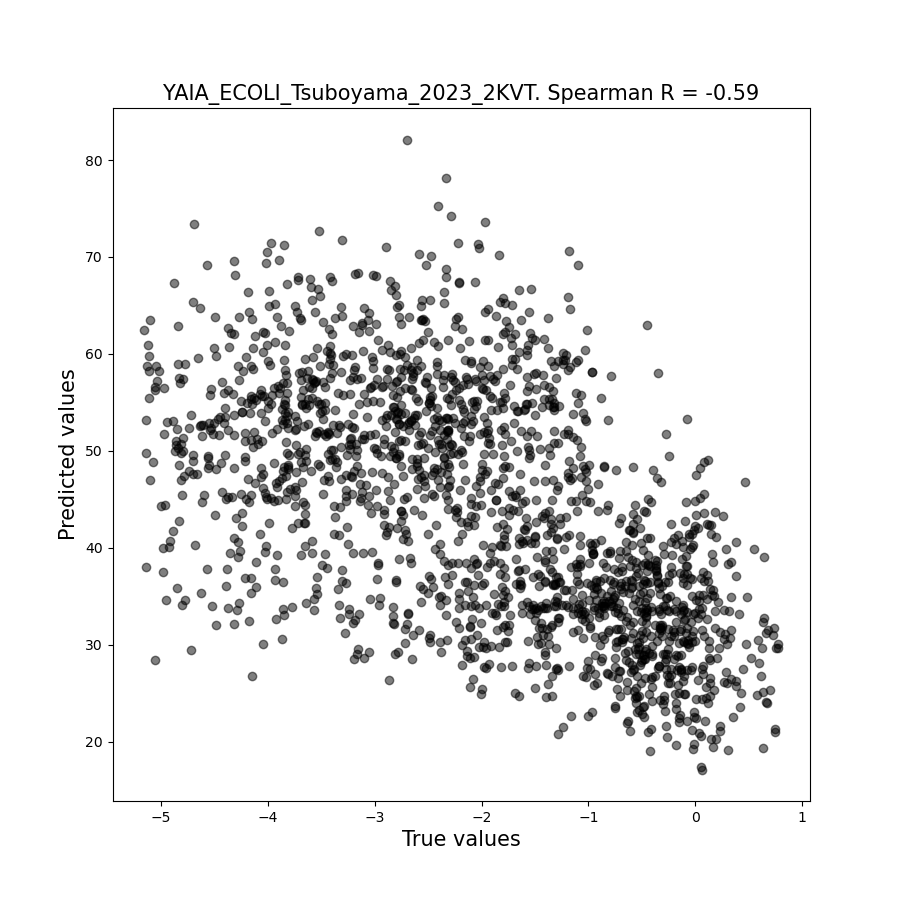 YAIA_ECOLI_Tsuboyama_2023_2KVT. Spearman R = -0.59
80
70
60
50
40
30
20
Predicted values
−5 −4 −3 −2 −1 0 1
True values